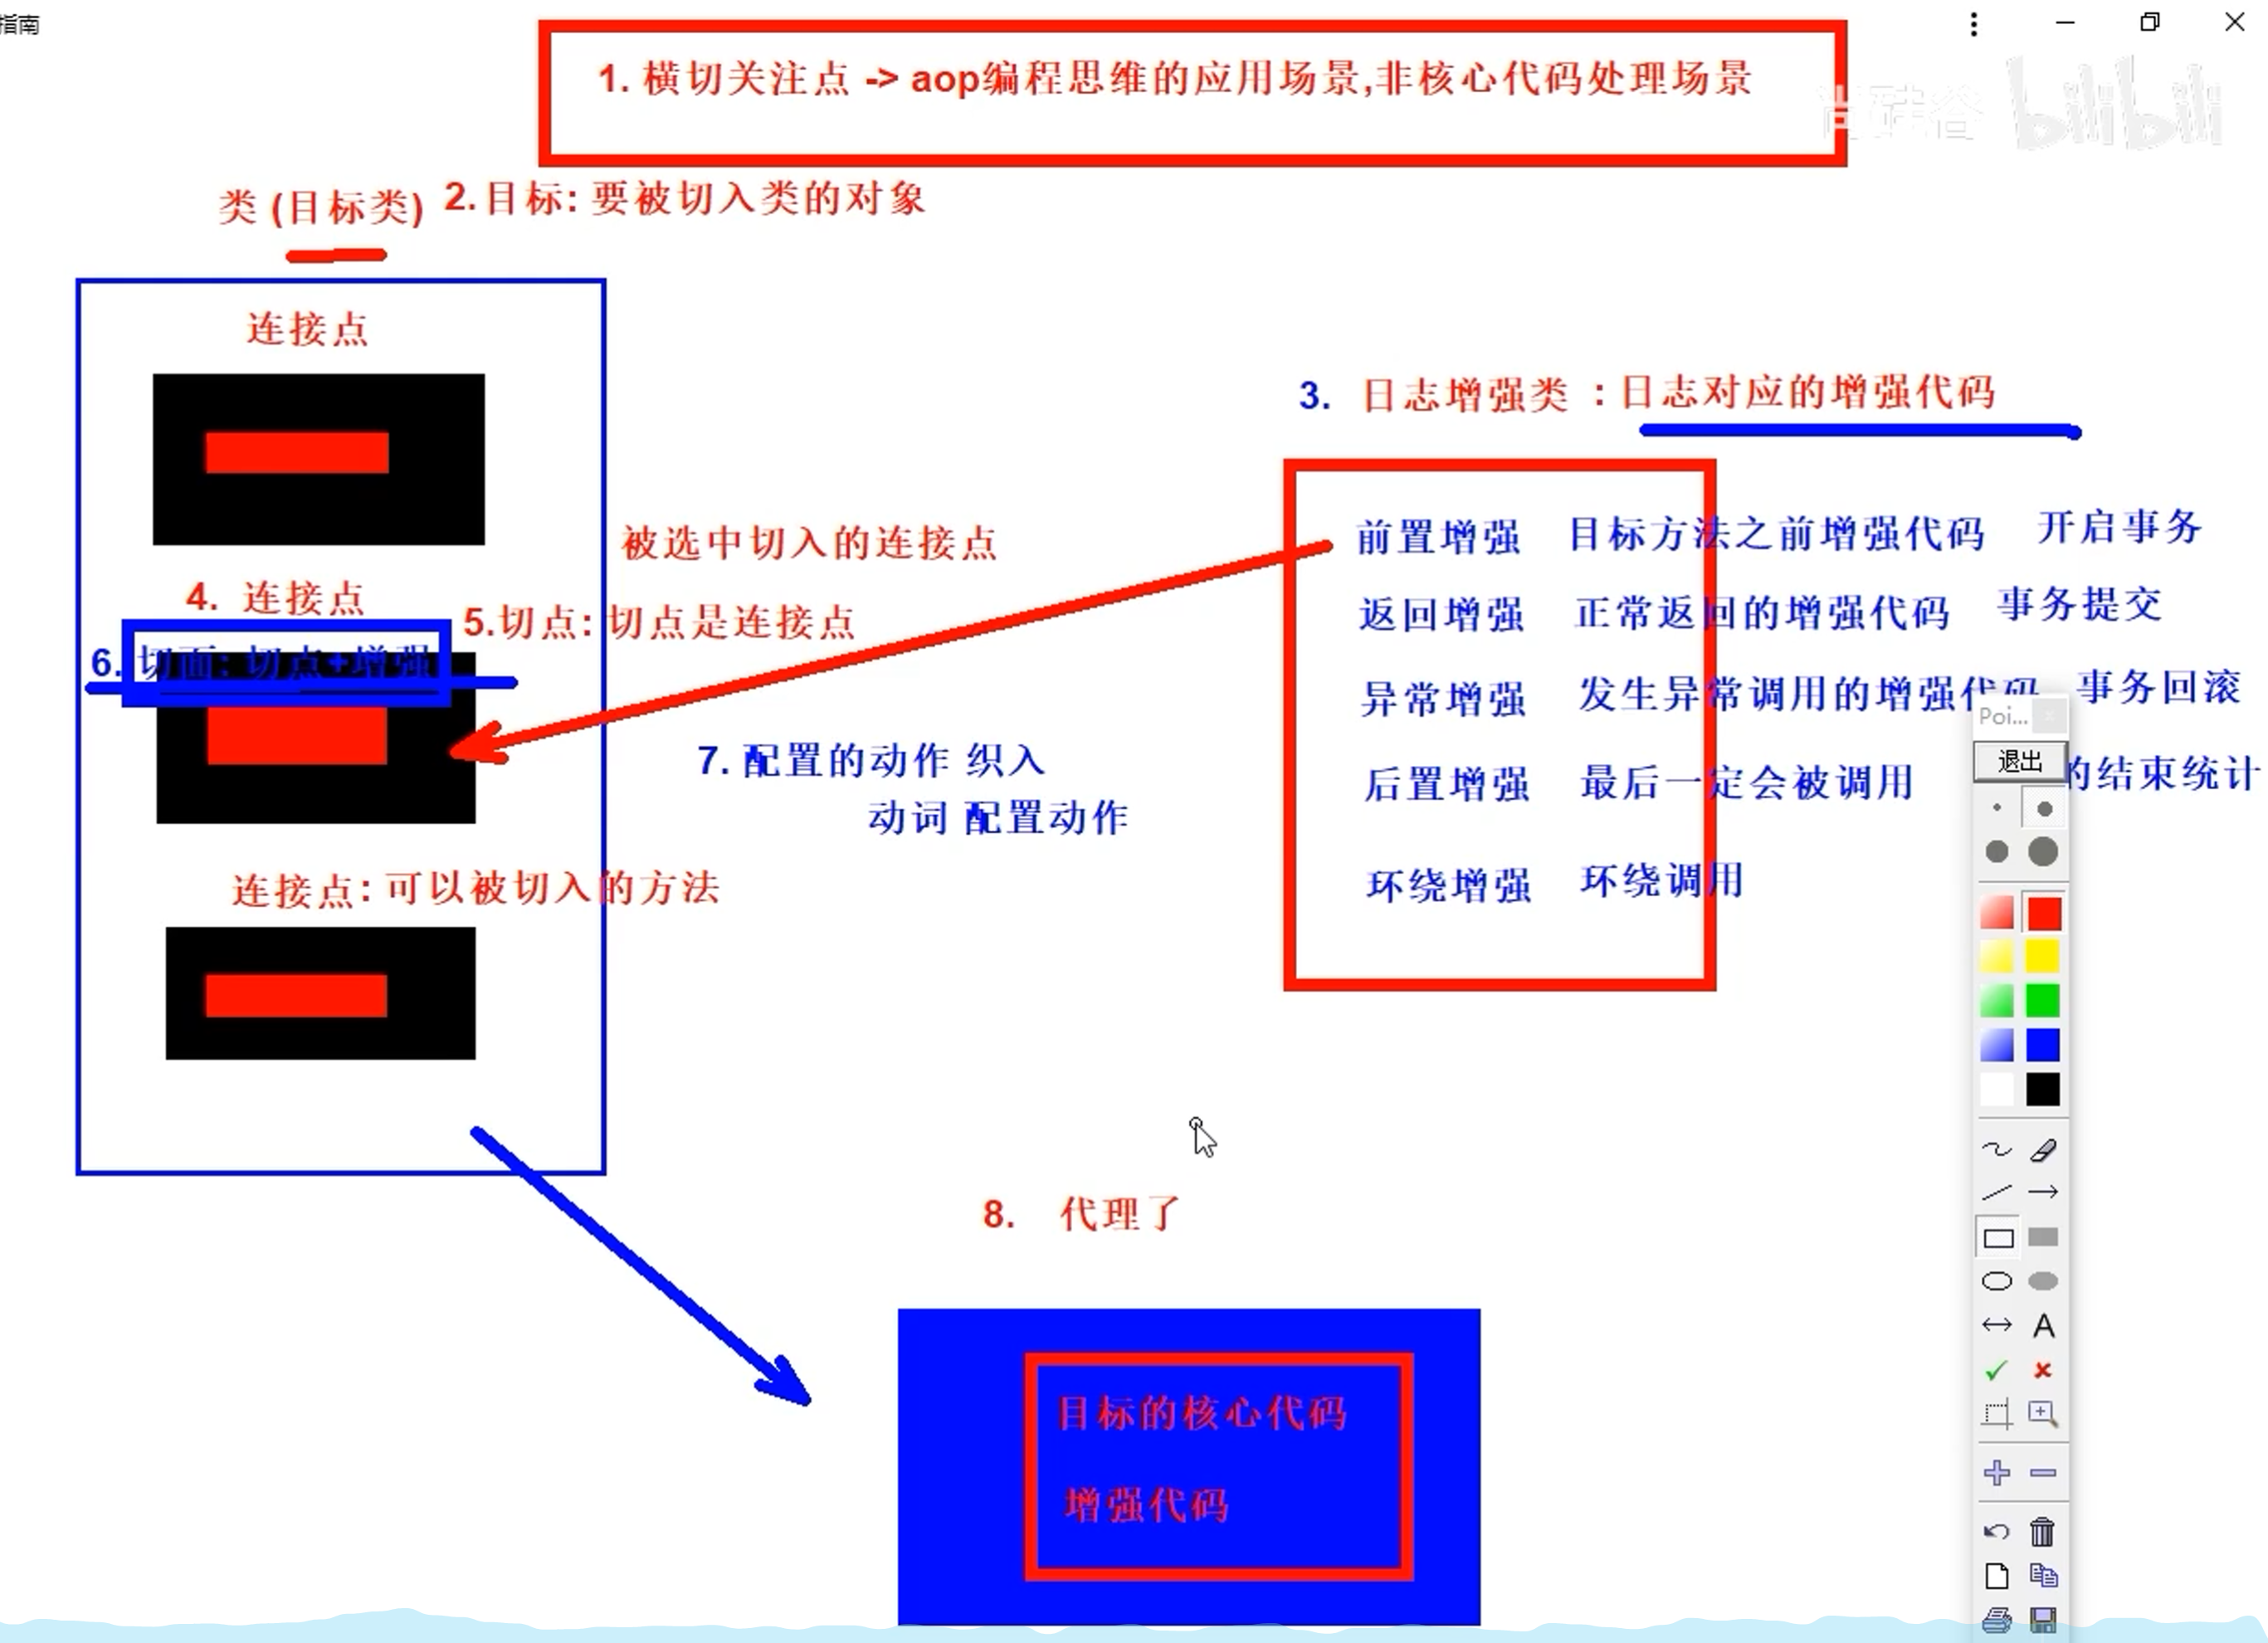 指南
1. 横切关注点 -> aop编程思维的应用场景,非核心代码处理场景
尚硅谷 bilibili
类 (目标类) 2.目标: 要被切入类的对象
连接点
3. 日志增强类 : 日志对应的增强代码
被选中切入的连接点
前置增强 目标方法之前增强代码 开启事务
4. 连接点
5.切点: 切点是连接点
返回增强 正常返回的增强代码 事务提交
6. 切面: 切点+增强
异常增强 发生异常调用的增强代码 事务回滚
Poi...
退出
7. 配置的动作 织入
动词 配置动作
后置增强 最后一定会被调用 的结束统计
连接点: 可以被切入的方法
环绕增强 环绕调用
8. 代理了
目标的核心代码
增强代码
A